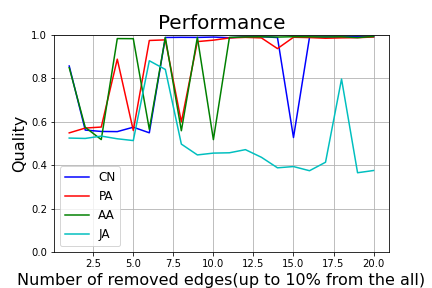 Performance
Quality
1.0
0.8
0.6
0.4
0.2
0.0
CN
PA
AA
JA
2.5 5.0 7.5 10.0 12.5 15.0 17.5 20.0
Number of removed edges(up to 10% from the all)